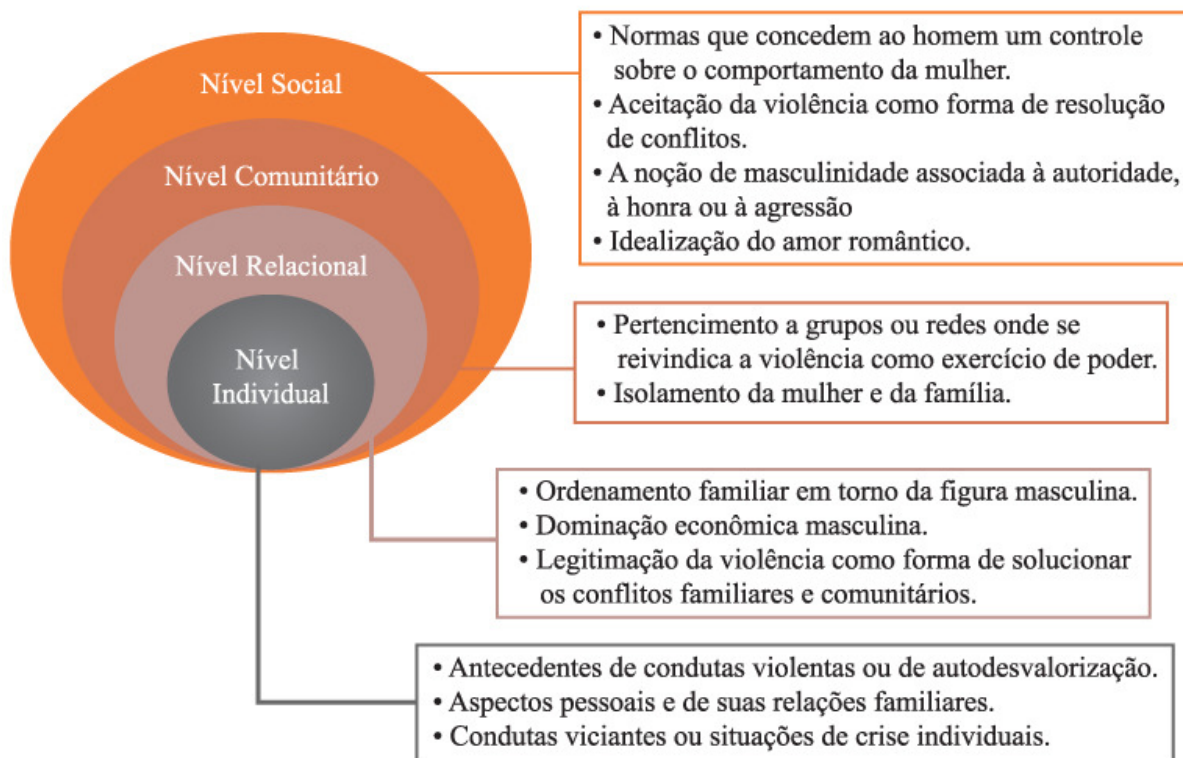 Nível Social
Nível Comunitário
Nível Relacional
Nível
Individual
• Normas que concedem ao homem um controle
sobre o comportamento da mulher.
• Aceitação da violência como forma de resolução
de conflitos.
• A noção de masculinidade associada à autoridade,
à honra ou à agressão
• Idealização do amor romântico.
• Pertencimento a grupos ou redes onde se
reivindica a violência como exercício de poder.
• Isolamento da mulher e da família.
• Ordenamento familiar em torno da figura masculina.
• Dominação econômica masculina.
• Legitimação da violência como forma de solucionar
os conflitos familiares e comunitários.
• Antecedentes de condutas violentas ou de autodesvalorização.
• Aspectos pessoais e de suas relações familiares.
• Condutas viciantes ou situações de crise individuais.